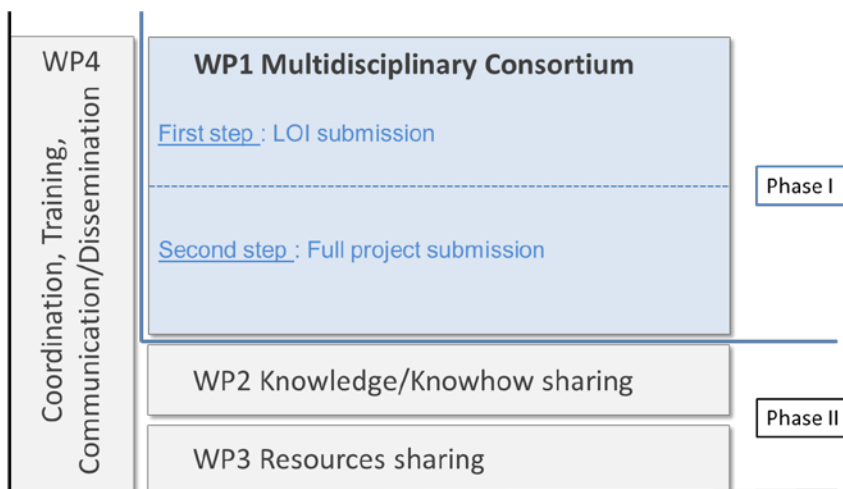 WP4
Coordination, Training,
Communication/Dissemination
WP1 Multidisciplinary Consortium
First step : LOI submission
Second step : Full project submission
Phase I
WP2 Knowledge/Knowhow sharing
WP3 Resources sharing
Phase II